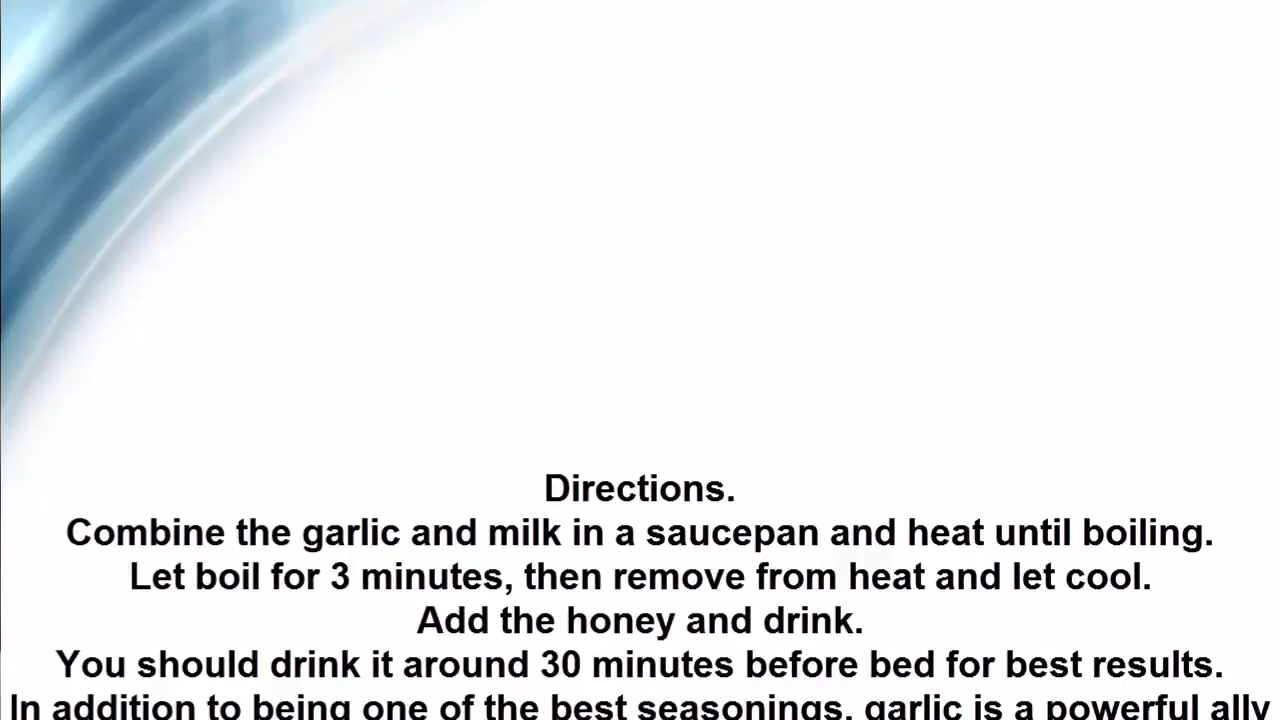 Directions.
Combine the garlic and milk in a saucepan and heat until boiling.
Let boil for 3 minutes, then remove from heat and let cool.
Add the honey and drink.
You should drink it around 30 minutes before bed for best results.
In addition to being one of the best seasonings, garlic is a powerful ally